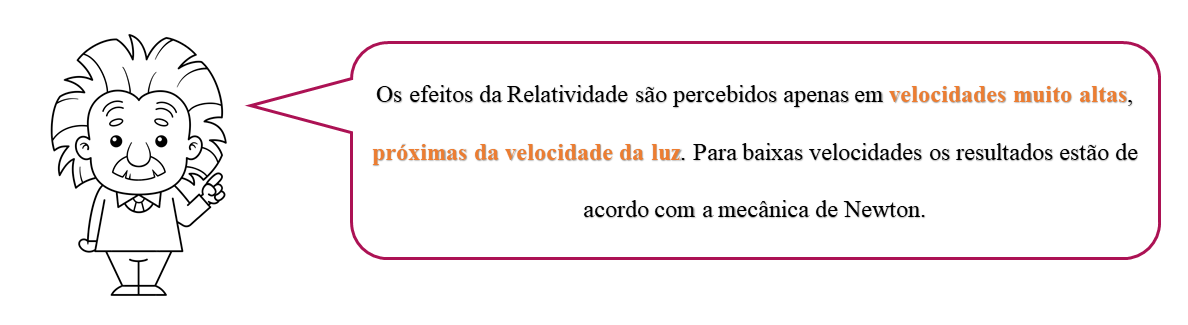 Os efeitos da Relatividade são percebidos apenas em velocidades muito altas,
próximas da velocidade da luz. Para baixas velocidades os resultados estão de
acordo com a mecânica de Newton.